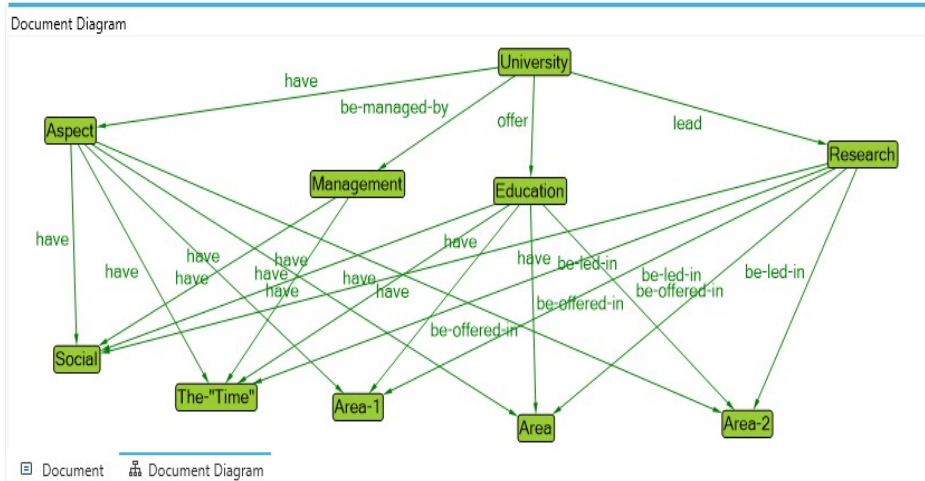 Document Diagram
University
have
be-managed-by
offer
lead
Aspect
Research
Management
Education
have
have
have
have
have
be-led-in
have
have
have
have
have
be-led-in
be-led-in
be-offered-in
be-offered-in
be-offered-in
Social
The-"Time"
Area-1
Area
Area-2
Document
Document Diagram